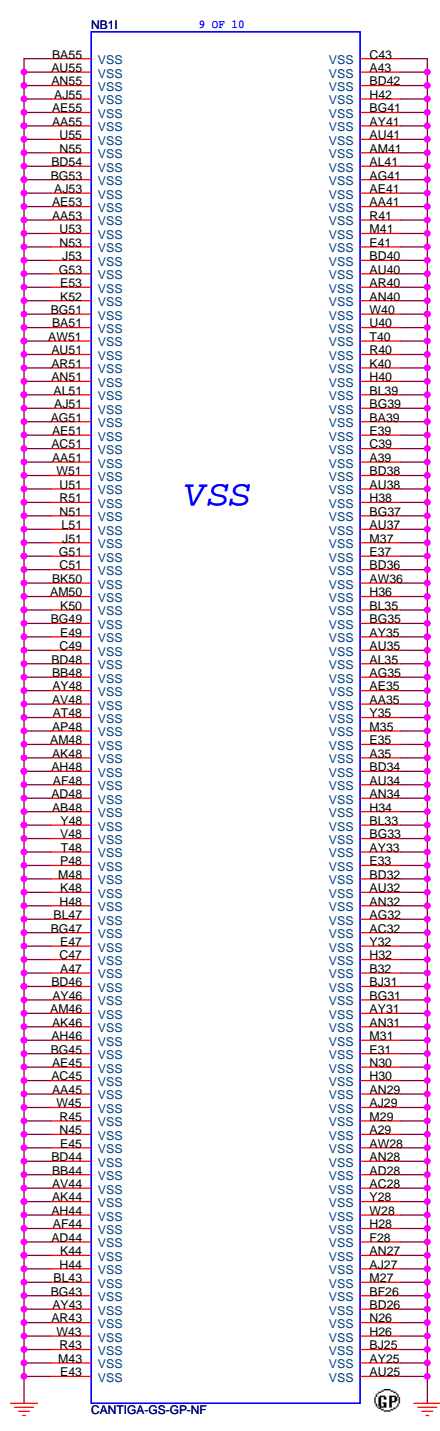 NB1I 9 OF 10
BA55 VSS VSS C43
AU55 VSS VSS A43
AN55 VSS VSS BD42
AJ55 VSS VSS H42
AE55 VSS VSS BG41
AA55 VSS VSS AY41
U55 VSS VSS AU41
N55 VSS VSS AM41
BD54 VSS VSS AL41
BG53 VSS VSS AG41
AJ53 VSS VSS AE41
AE53 VSS VSS AA41
AA53 VSS VSS R41
U53 VSS VSS M41
N53 VSS VSS E41
J53 VSS VSS BD40
G53 VSS VSS AU40
E53 VSS VSS AR40
K52 VSS VSS AN40
BG51 VSS VSS W40
BA51 VSS VSS U40
AW51 VSS VSS T40
AU51 VSS VSS R40
AR51 VSS VSS K40
AN51 VSS VSS H40
AL51 VSS VSS BL39
AJ51 VSS VSS BG39
AG51 VSS VSS BA39
AE51 VSS VSS E39
AC51 VSS VSS C39
AA51 VSS VSS A39
W51 VSS VSS BD38
U51 VSS VSS AU38
VSS
R51 VSS VSS H38
N51 VSS VSS BG37
L51 VSS VSS AU37
J51 VSS VSS M37
G51 VSS VSS E37
C51 VSS VSS BD36
BK50 VSS VSS AW36
AM50 VSS VSS H36
K50 VSS VSS BL35
BG49 VSS VSS BG35
E49 VSS VSS AY35
C49 VSS VSS AU35
BD48 VSS VSS AL35
BB48 VSS VSS AG35
AY48 VSS VSS AE35
AV48 VSS VSS AA35
AT48 VSS VSS Y35
AP48 VSS VSS M35
AM48 VSS VSS E35
AK48 VSS VSS A35
AH48 VSS VSS BD34
AF48 VSS VSS AU34
AD48 VSS VSS AN34
AB48 VSS VSS H34
Y48 VSS VSS BL33
V48 VSS VSS BG33
T48 VSS VSS AY33
P48 VSS VSS E33
M48 VSS VSS BD32
K48 VSS VSS AU32
H48 VSS VSS AN32
BL47 VSS VSS AG32
BG47 VSS VSS AC32
E47 VSS VSS Y32
C47 VSS VSS H32
A47 VSS VSS B32
BD46 VSS VSS BJ31
AY46 VSS VSS BG31
AM46 VSS VSS AY31
AK46 VSS VSS AN31
AH46 VSS VSS M31
BG45 VSS VSS E31
AE45 VSS VSS N30
AC45 VSS VSS H30
AA45 VSS VSS AN29
W45 VSS VSS AJ29
R45 VSS VSS M29
N45 VSS VSS A29
E45 VSS VSS AW28
BD44 VSS VSS AN28
BB44 VSS VSS AD28
AV44 VSS VSS AC28
AK44 VSS VSS Y28
AH44 VSS VSS W28
AF44 VSS VSS H28
AD44 VSS VSS F28
K44 VSS VSS AN27
H44 VSS VSS AJ27
BL43 VSS VSS M27
BG43 VSS VSS BF26
AY43 VSS VSS BD26
AR43 VSS VSS N26
W43 VSS VSS H26
R43 VSS VSS BJ25
M43 VSS VSS AY25
E43 VSS VSS AU25
GP
CANTIGA-GS-GP-NF